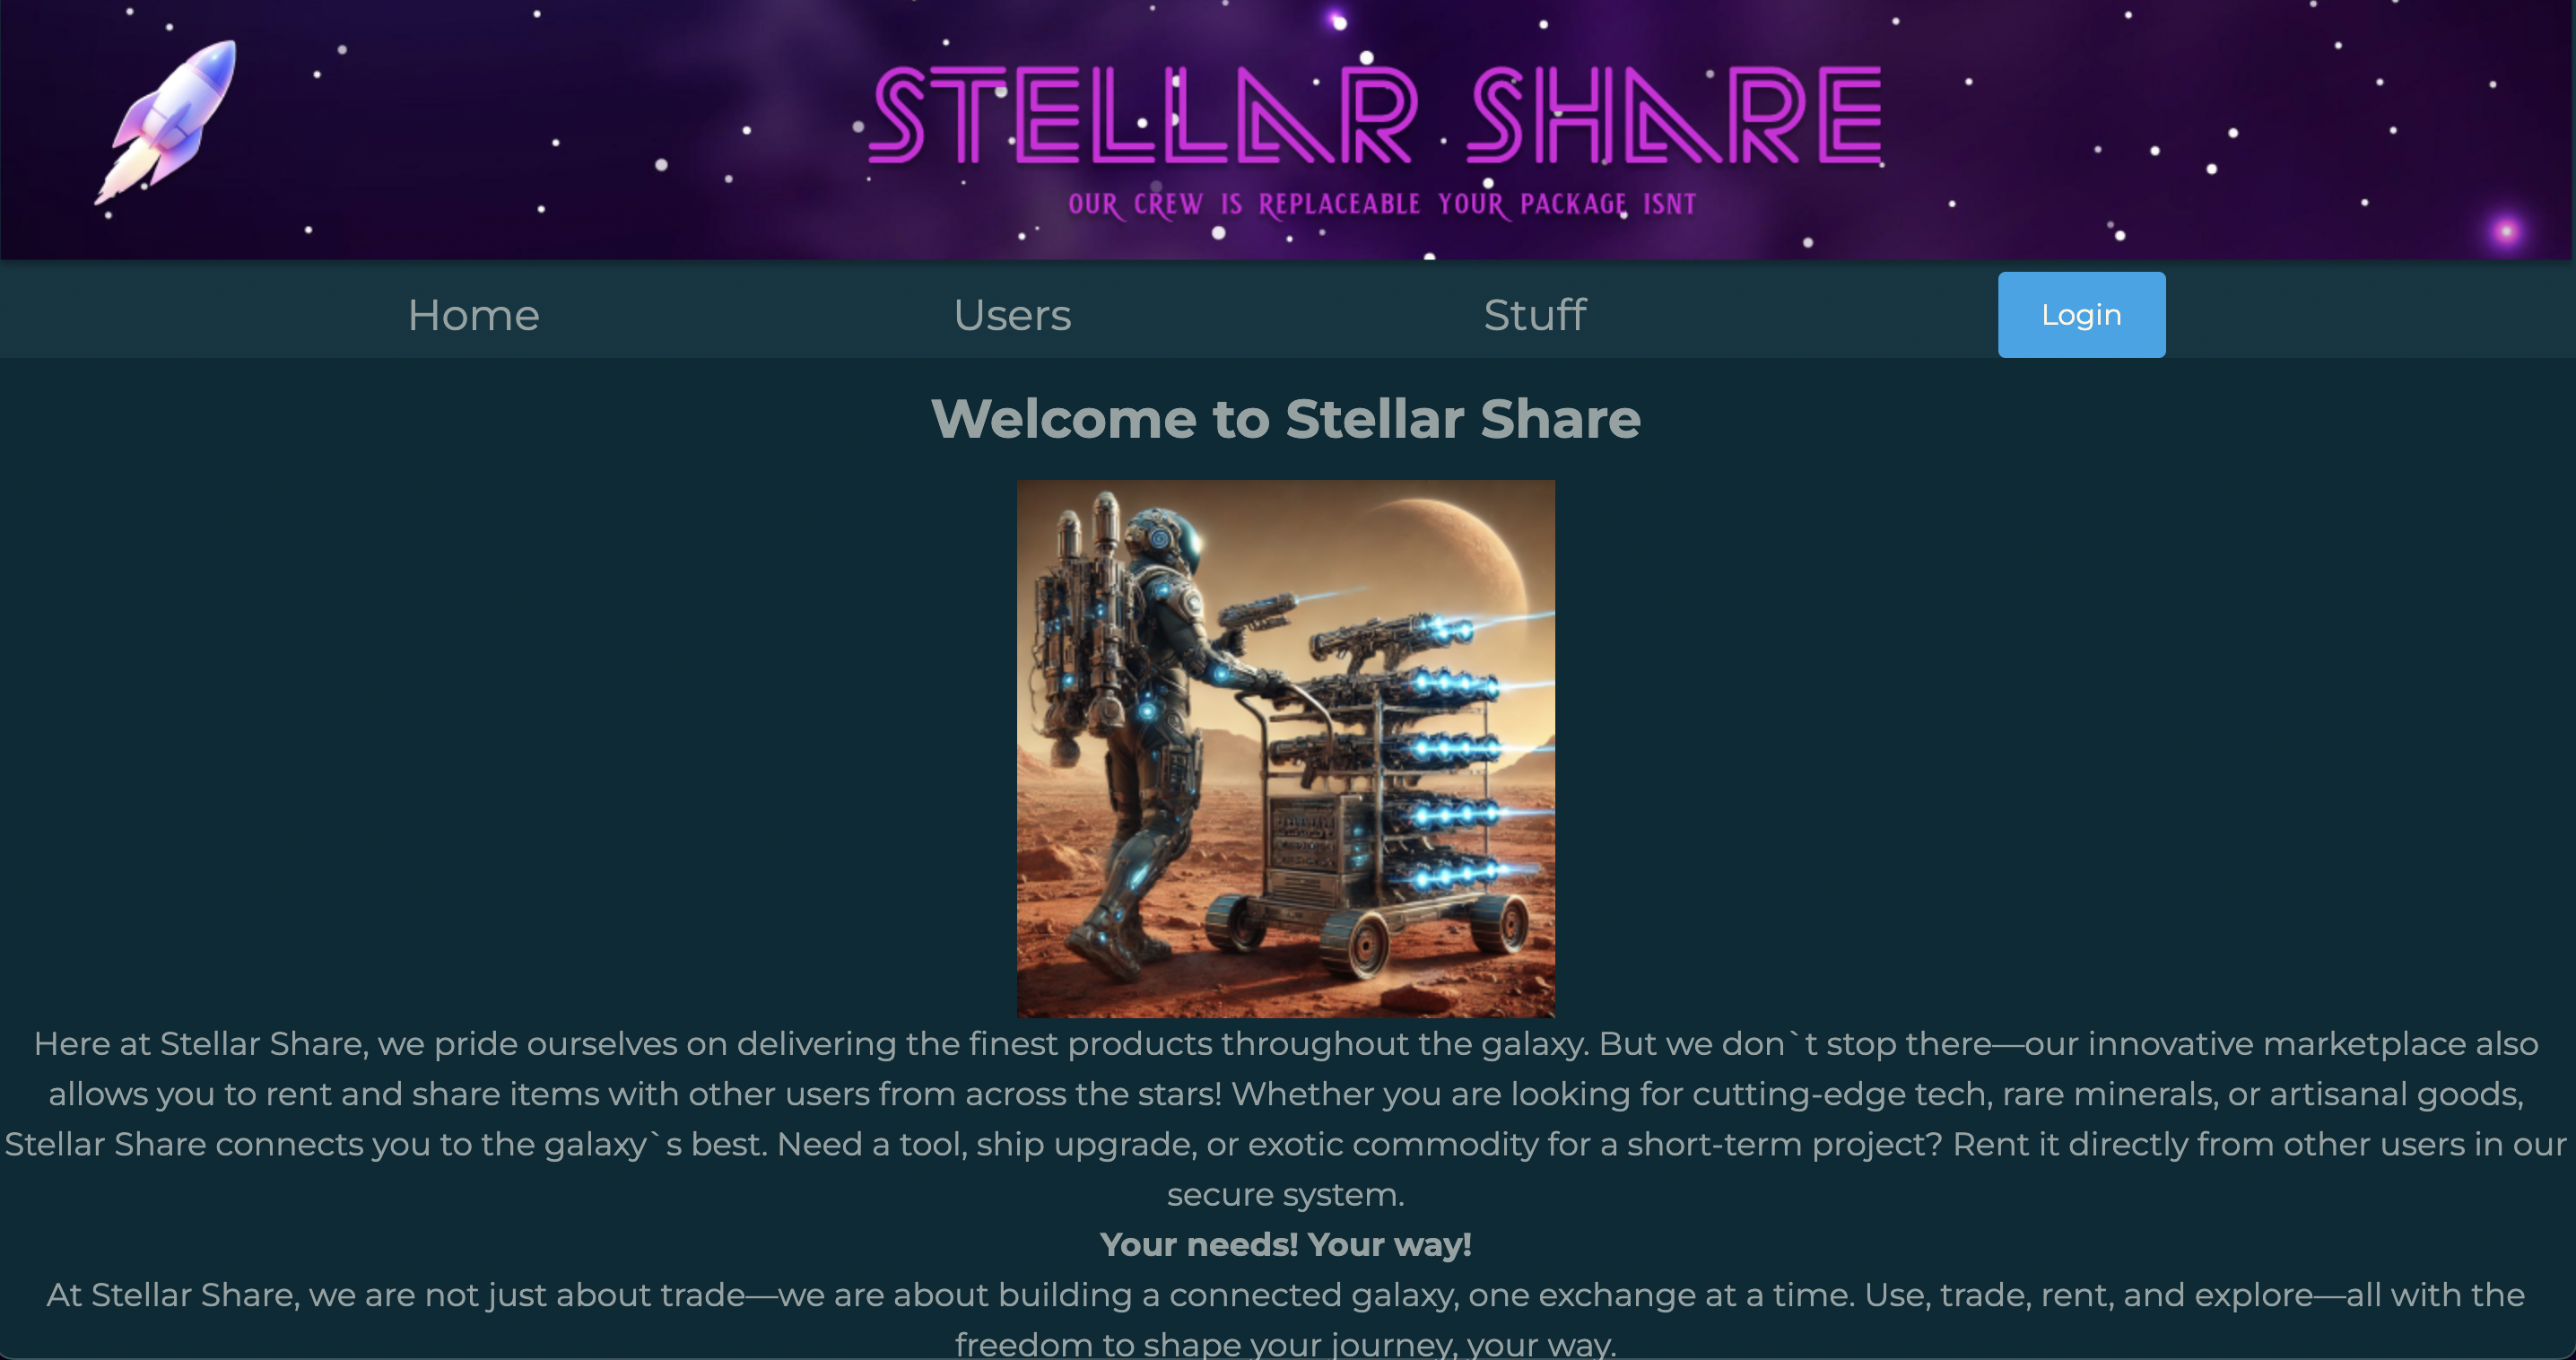 STELLAR SHARE
OUR CREW IS REPLACEABLE YOUR PACKAGE ISNT
Home Users Stuff Login
Welcome to Stellar Share
Here at Stellar Share, we pride ourselves on delivering the finest products throughout the galaxy. But we don`t stop there—our innovative marketplace also
allows you to rent and share items with other users from across the stars! Whether you are looking for cutting-edge tech, rare minerals, or artisanal goods,
Stellar Share connects you to the galaxy`s best. Need a tool, ship upgrade, or exotic commodity for a short-term project? Rent it directly from other users in our
secure system.
Your needs! Your way!
At Stellar Share, we are not just about trade—we are about building a connected galaxy, one exchange at a time. Use, trade, rent, and explore—all with the
freedom to shape your journey, your way.